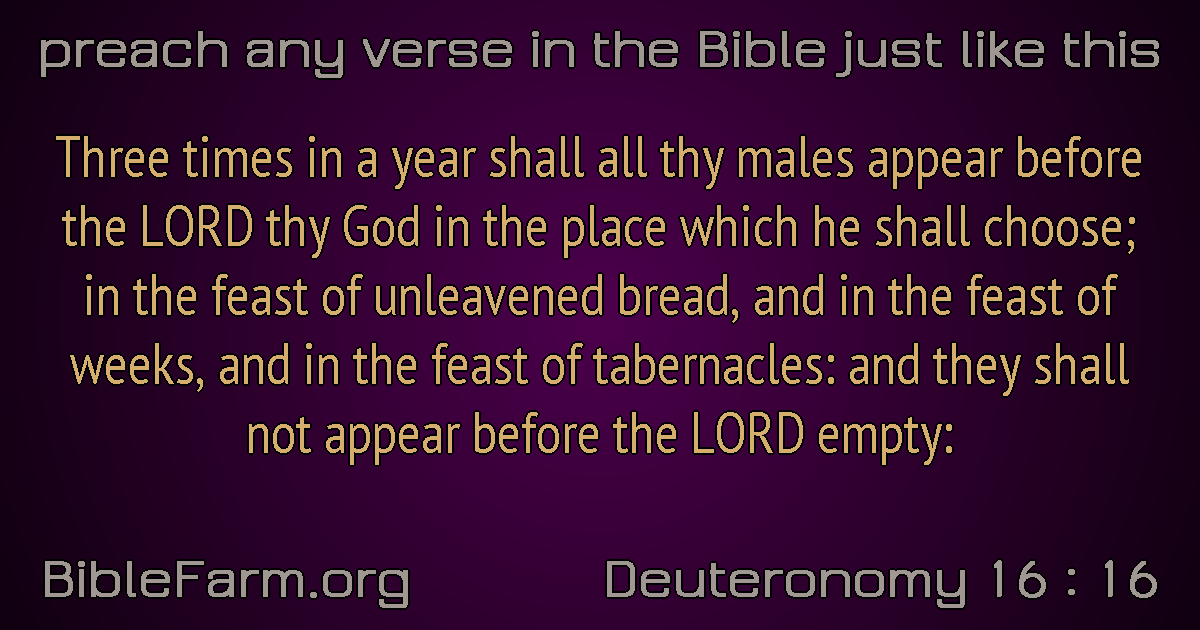 preach any verse in the Bible just like this
Three times in a year shall all thy males appear before
the LORD thy God in the place which he shall choose;
in the feast of unleavened bread, and in the feast of
weeks, and in the feast of tabernacles: and they shall
not appear before the LORD empty:
BibleFarm.org
Deuteronomy 16 : 16